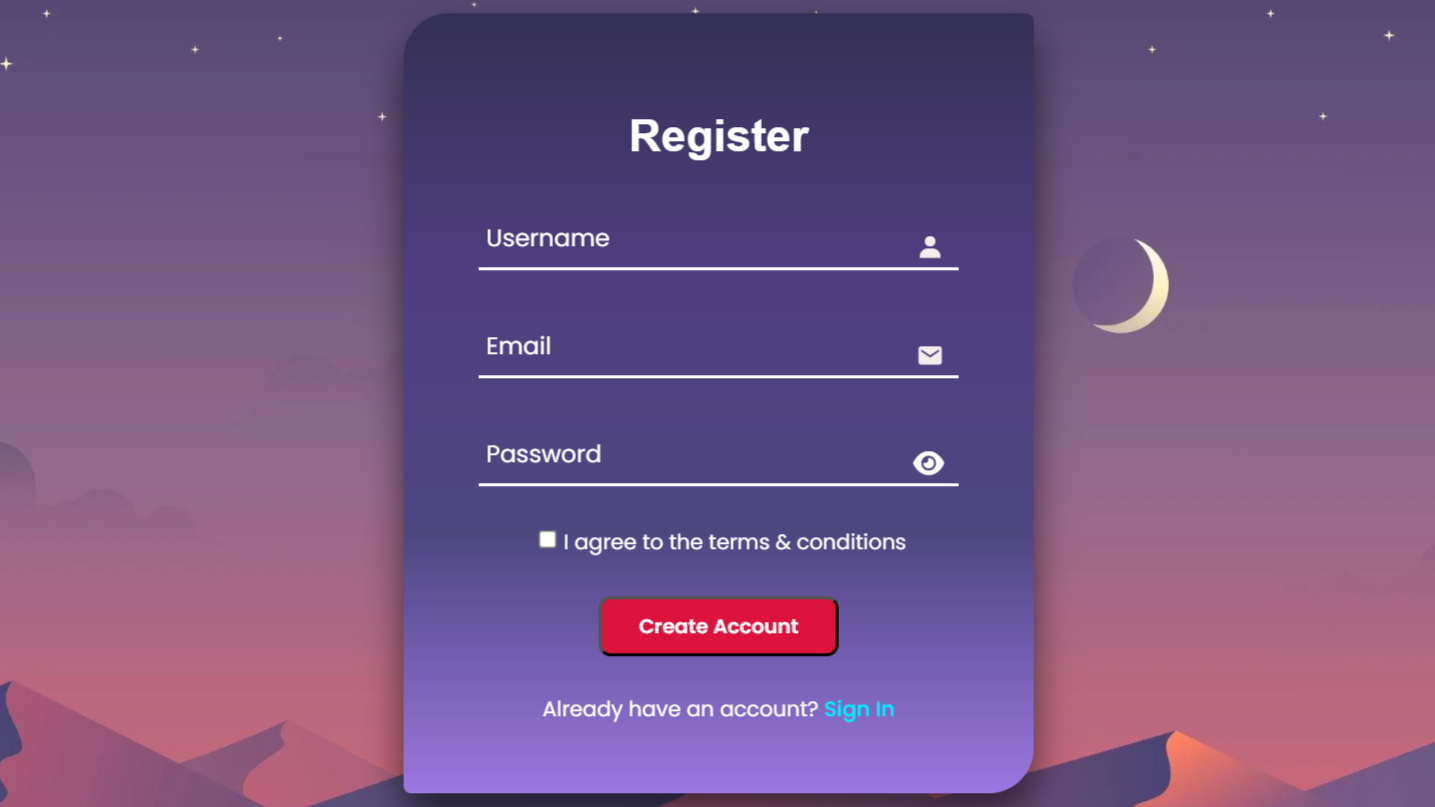 Register
Username
Email
Password
I agree to the terms & conditions
Create Account
Already have an account? Sign In